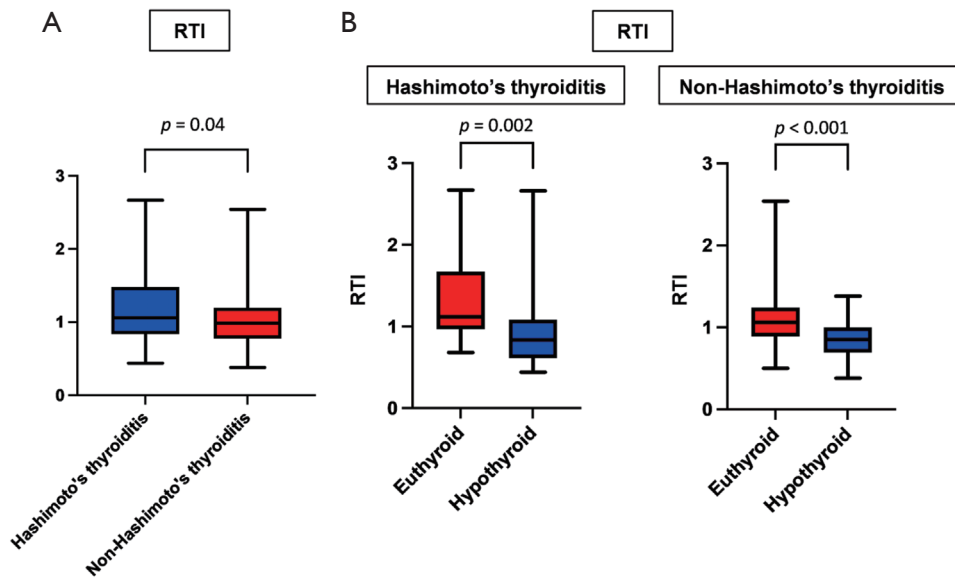 A
RTI
p = 0.04
3
2
1
0
Hashimoto's thyroiditis
Non-Hashimoto's thyroiditis
B
RTI
Hashimoto's thyroiditis
p = 0.002
RTI
3
2
1
0
Euthyroid
Hypothyroid
Non-Hashimoto's thyroiditis
p < 0.001
RTI
3
2
1
0
Euthyroid
Hypothyroid